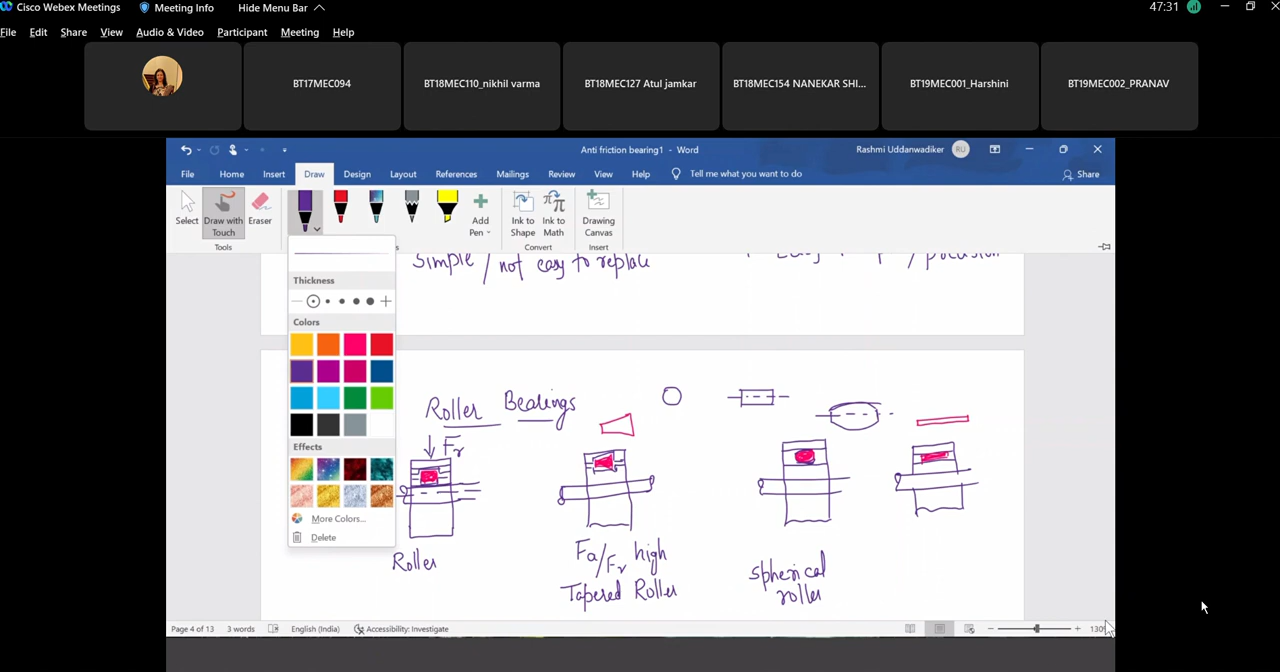 Cisco Webex Meetings Meeting Info Hide Menu Bar 47:31
File Edit Share View Audio & Video Participant Meeting Help
BT17MEC094 BT18MEC110_nikhil varma BT18MEC127 Atul jamkar BT18MEC154 NANEKAR SHI... BT19MEC001_Harshini BT19MEC002_PRANAV
Anti friction bearing1 - Word Rashmi Uddanwadiker RU
File Home Insert Draw Design Layout References Mailings Review View Help Tell me what you want to do Share
Select Draw with Touch Eraser Add Pen Ink to Shape Ink to Math Drawing Canvas
Tools Convert Insert
Simple / not easy to replace
Thickness
Colors
Roller Bearings
Fr
Effects
More Colors...
Delete
Roller
Fa/Fr high
Tapered Roller
spherical
roller
Page 4 of 13 3 words English (India) Accessibility: Investigate 130